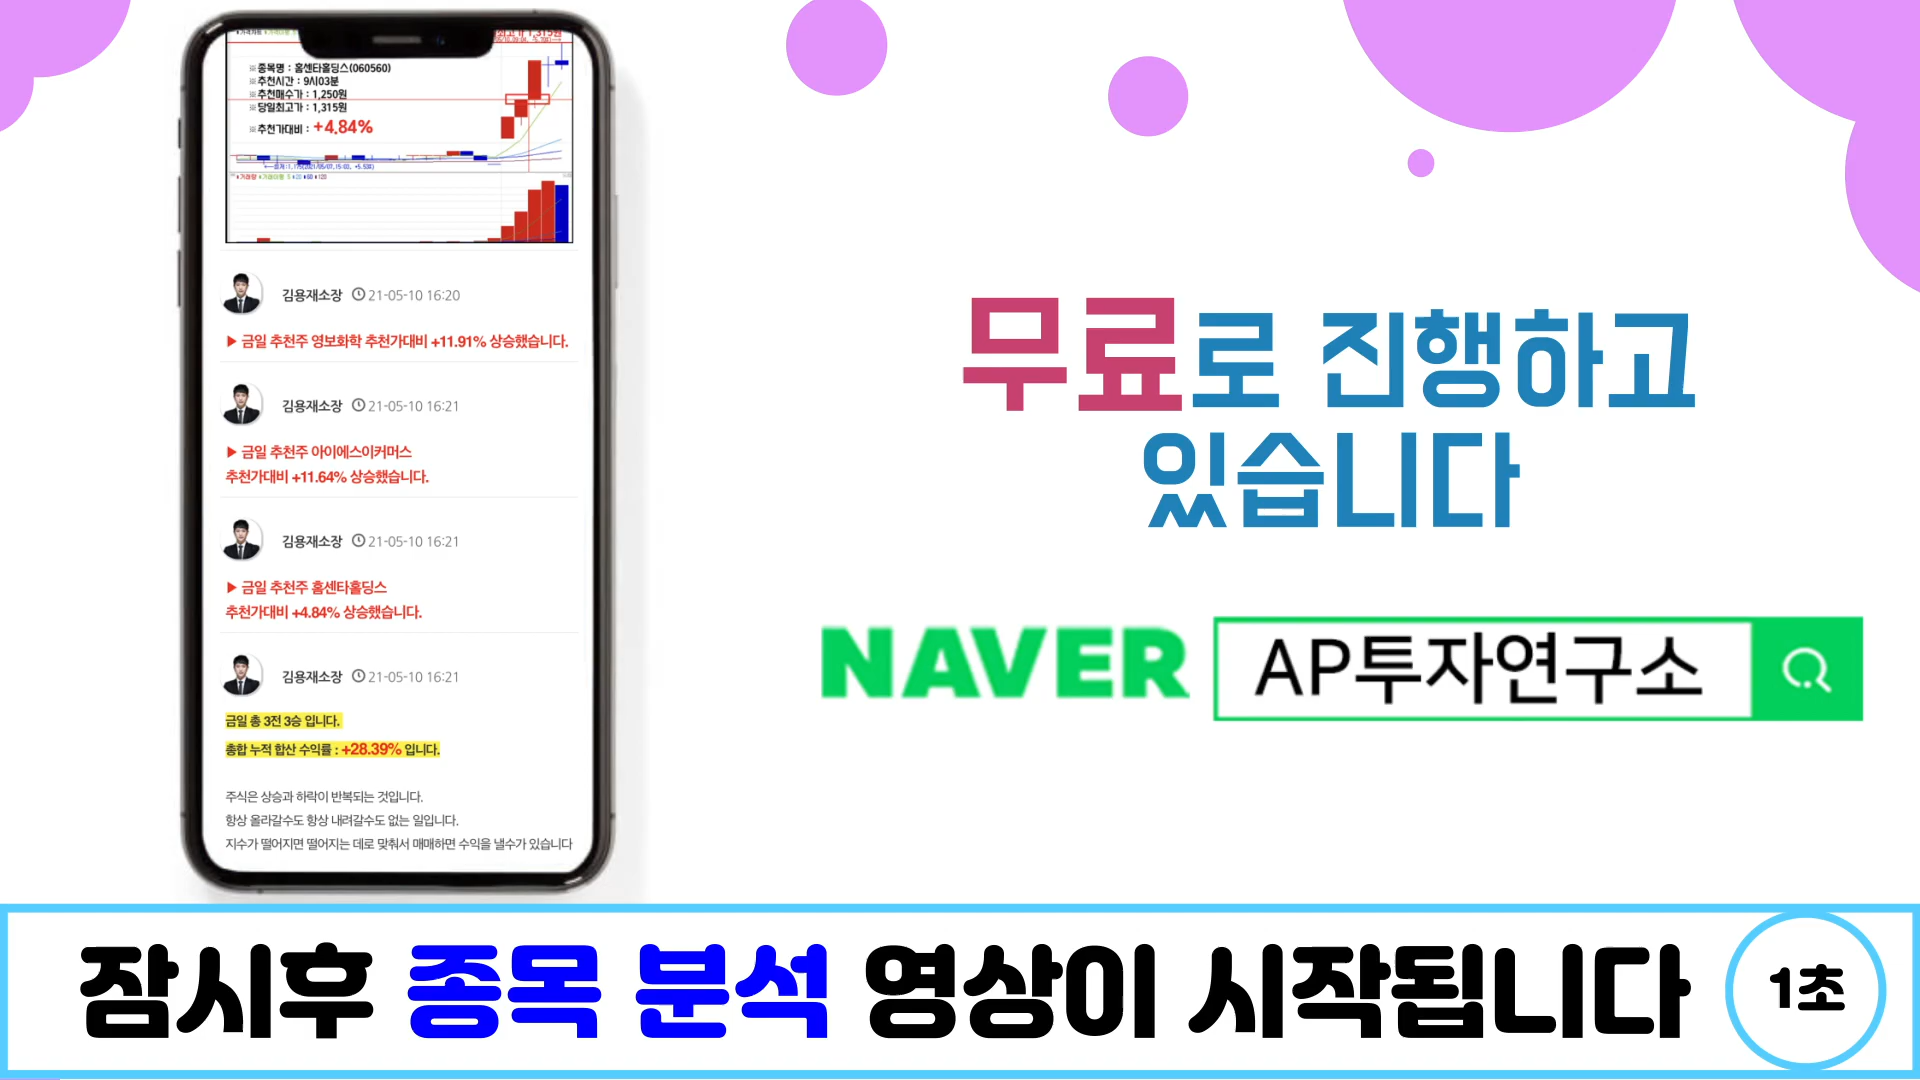 ※종목명 : 홈센타홀딩스(060560)
※추천시간 : 9시03분
※추천매수가 : 1,250원
※당일최고가 : 1,315원
※추천가대비 : +4.84%
김용재소장 21-05-10 16:20
▶ 금일 추천주 영보화학 추천가대비 +11.91% 상승했습니다.
김용재소장 21-05-10 16:21
▶ 금일 추천주 아이에스이커머스
추천가대비 +11.64% 상승했습니다.
김용재소장 21-05-10 16:21
▶ 금일 추천주 홈센타홀딩스
추천가대비 +4.84% 상승했습니다.
김용재소장 21-05-10 16:21
금일 총 3전 3승 입니다.
총합 누적 합산 수익률 : +28.39% 입니다.
주식은 상승과 하락이 반복되는 것입니다.
항상 올라갈수도 항상 내려갈수도 없는 일입니다.
지수가 떨어지면 떨어지는 데로 맞춰서 매매하면 수익을 낼수가 있습니다
무료로 진행하고
있습니다
NAVER AP투자연구소
잠시후 종목 분석 영상이 시작됩니다 1초